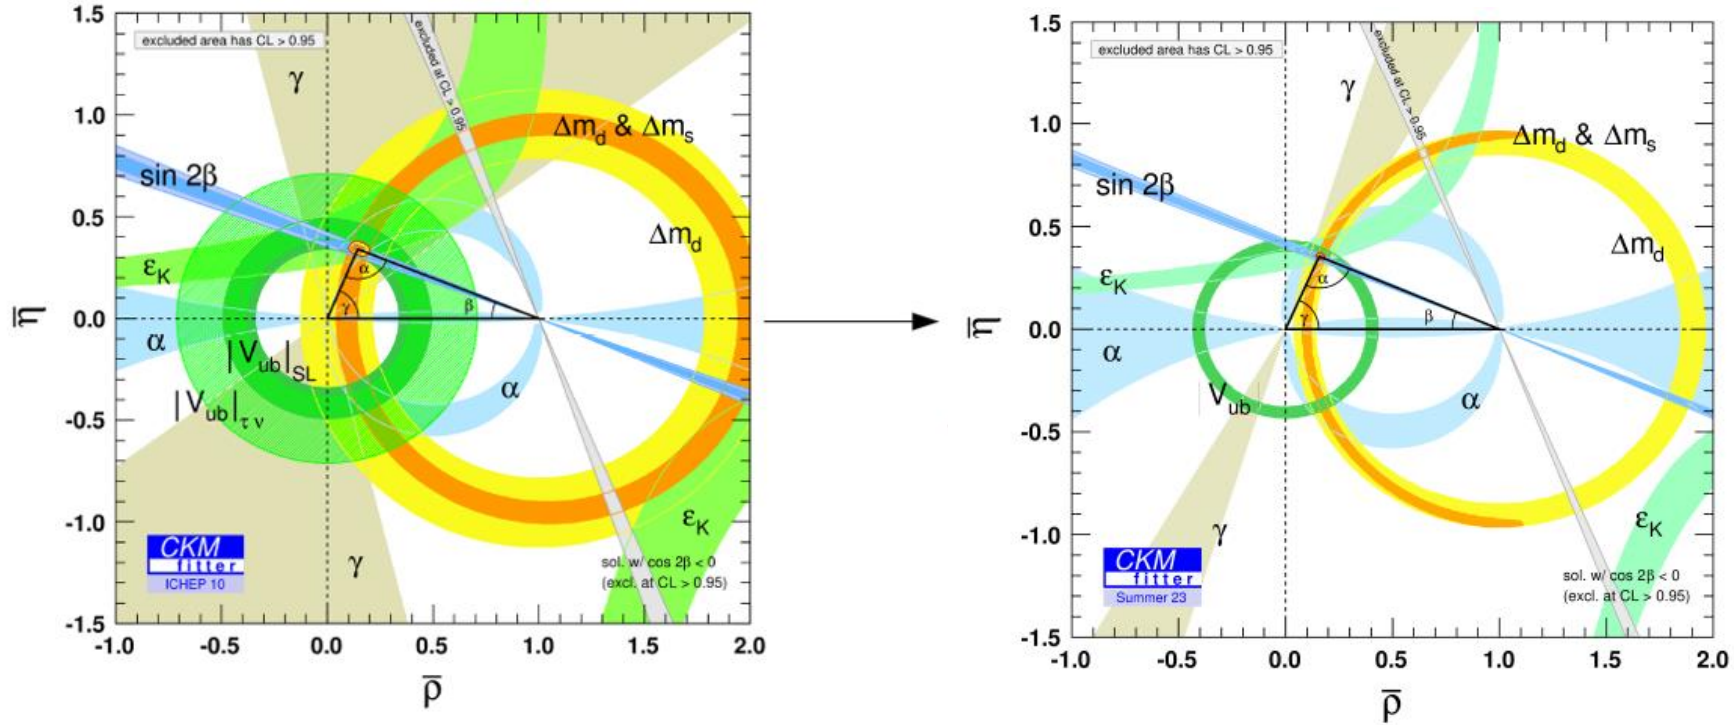 excluded area has CL > 0.95
excluded at CL > 0.95
γ
Δm_d & Δm_s
sin 2β
Δm_d
ε_K
α
α
γ
β
|V_ub|_SL
α
|V_ub|_τν
ε_K
γ
CKM
fitter
ICHEP 10
sol. w/ cos 2β < 0
(excl. at CL > 0.95)
1.5
1.0
0.5
0.0
-0.5
-1.0
-1.5
η̅
-1.0 -0.5 0.0 0.5 1.0 1.5 2.0
ρ̅
excluded area has CL > 0.95
excluded at CL > 0.95
γ
Δm_d & Δm_s
sin 2β
Δm_d
ε_K
α
α
γ
β
V_ub
α
γ
ε_K
CKM
fitter
Summer 23
sol. w/ cos 2β < 0
(excl. at CL > 0.95)
1.5
1.0
0.5
0.0
-0.5
-1.0
-1.5
η̅
-1.0 -0.5 0.0 0.5 1.0 1.5 2.0
ρ̅